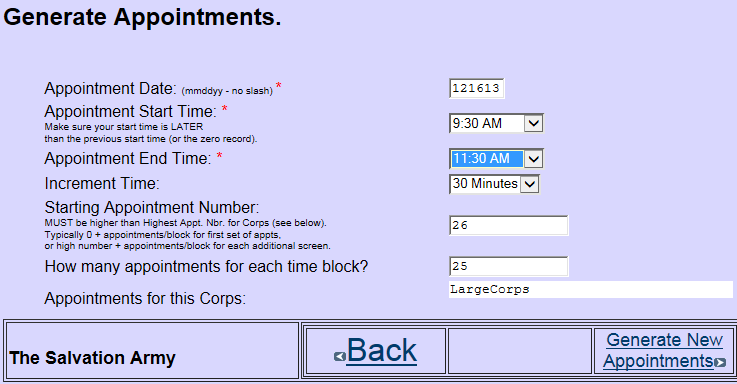 Generate Appointments.
Appointment Date: (mmddyy - no slash) * 121613
Appointment Start Time: * 9:30 AM
Make sure your start time is LATER
than the previous start time (or the zero record).
Appointment End Time: * 11:30 AM
Increment Time: 30 Minutes
Starting Appointment Number:
MUST be higher than Highest Appt. Nbr. for Corps (see below).
Typically 0 + appointments/block for first set of appts, 26
or high number + appointments/block for each additional screen.
How many appointments for each time block? 25
Appointments for this Corps: LargeCorps
The Salvation Army Back Generate New
Appointments